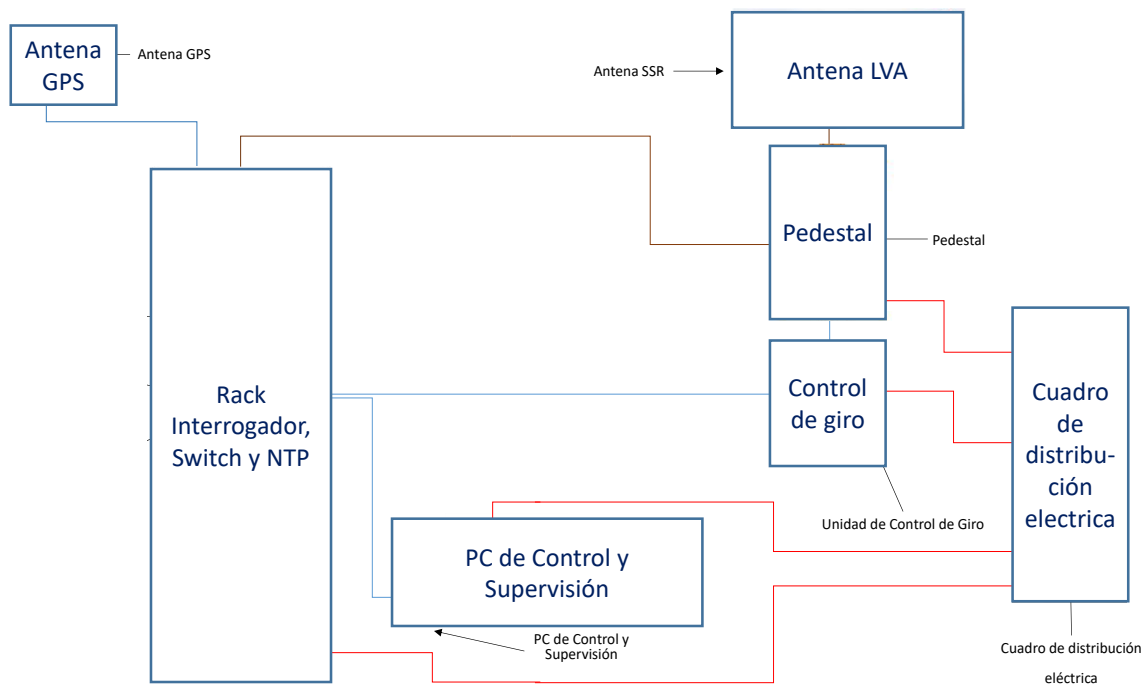 Antena
GPS
Antena GPS
Antena SSR
Antena LVA
Pedestal
Pedestal
Rack
Interrogador,
Switch y NTP
Control
de giro
Cuadro
de
distribu-
ción
electrica
Unidad de Control de Giro
PC de Control y
Supervisión
PC de Control y
Supervisión
Cuadro de distribución
eléctrica